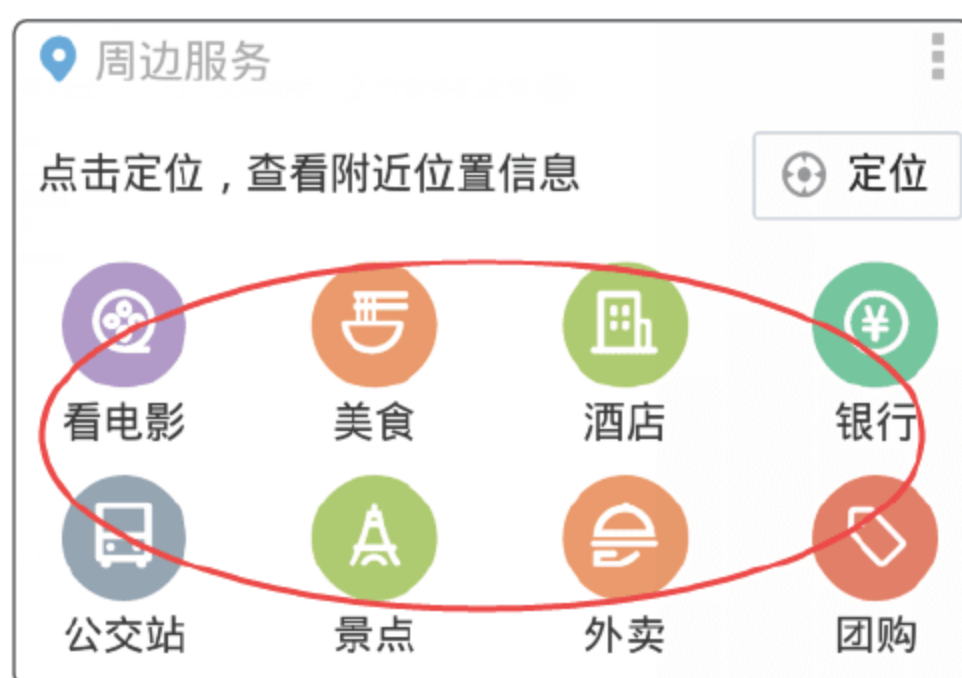 周边服务
点击定位，查看附近位置信息 定位
看电影 美食 酒店 银行
公交站 景点 外卖 团购